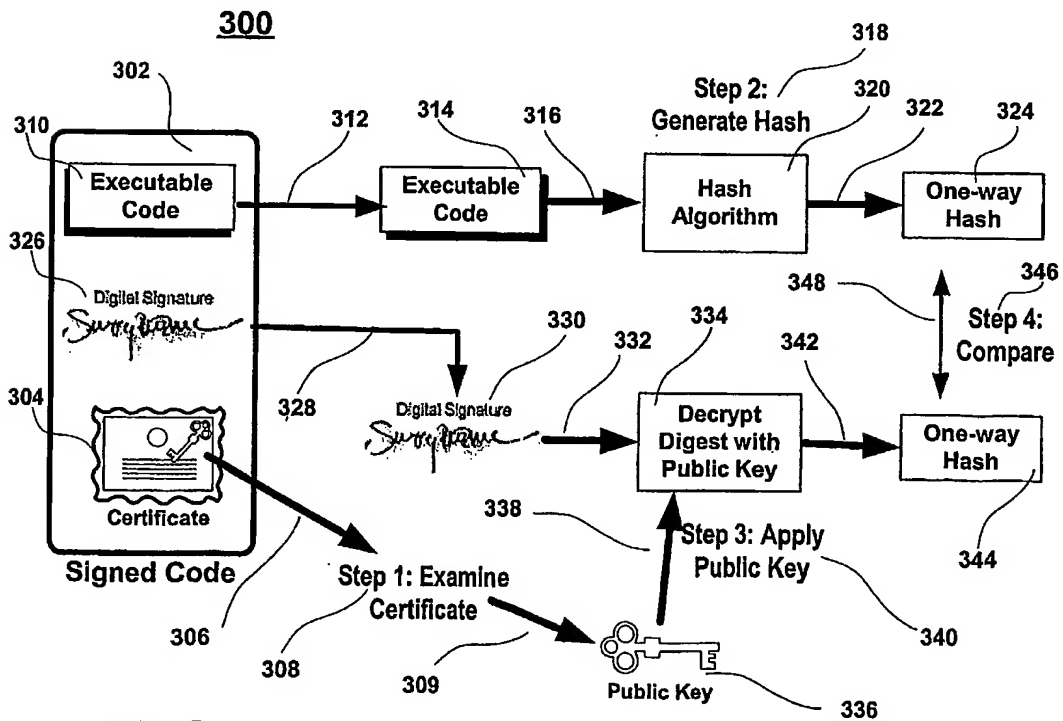 300
302
310
312
314
316
318
Step 2:
Generate Hash
320
322
324
Executable
Code
Executable
Code
Hash
Algorithm
One-way
Hash
326
Digital Signature
328
330
Digital Signature
332
334
Decrypt
Digest with
Public Key
342
348
346
Step 4:
Compare
One-way
Hash
344
304
Certificate
Signed Code
306
Step 1: Examine
Certificate
308
309
338
Step 3: Apply
Public Key
340
Public Key
336